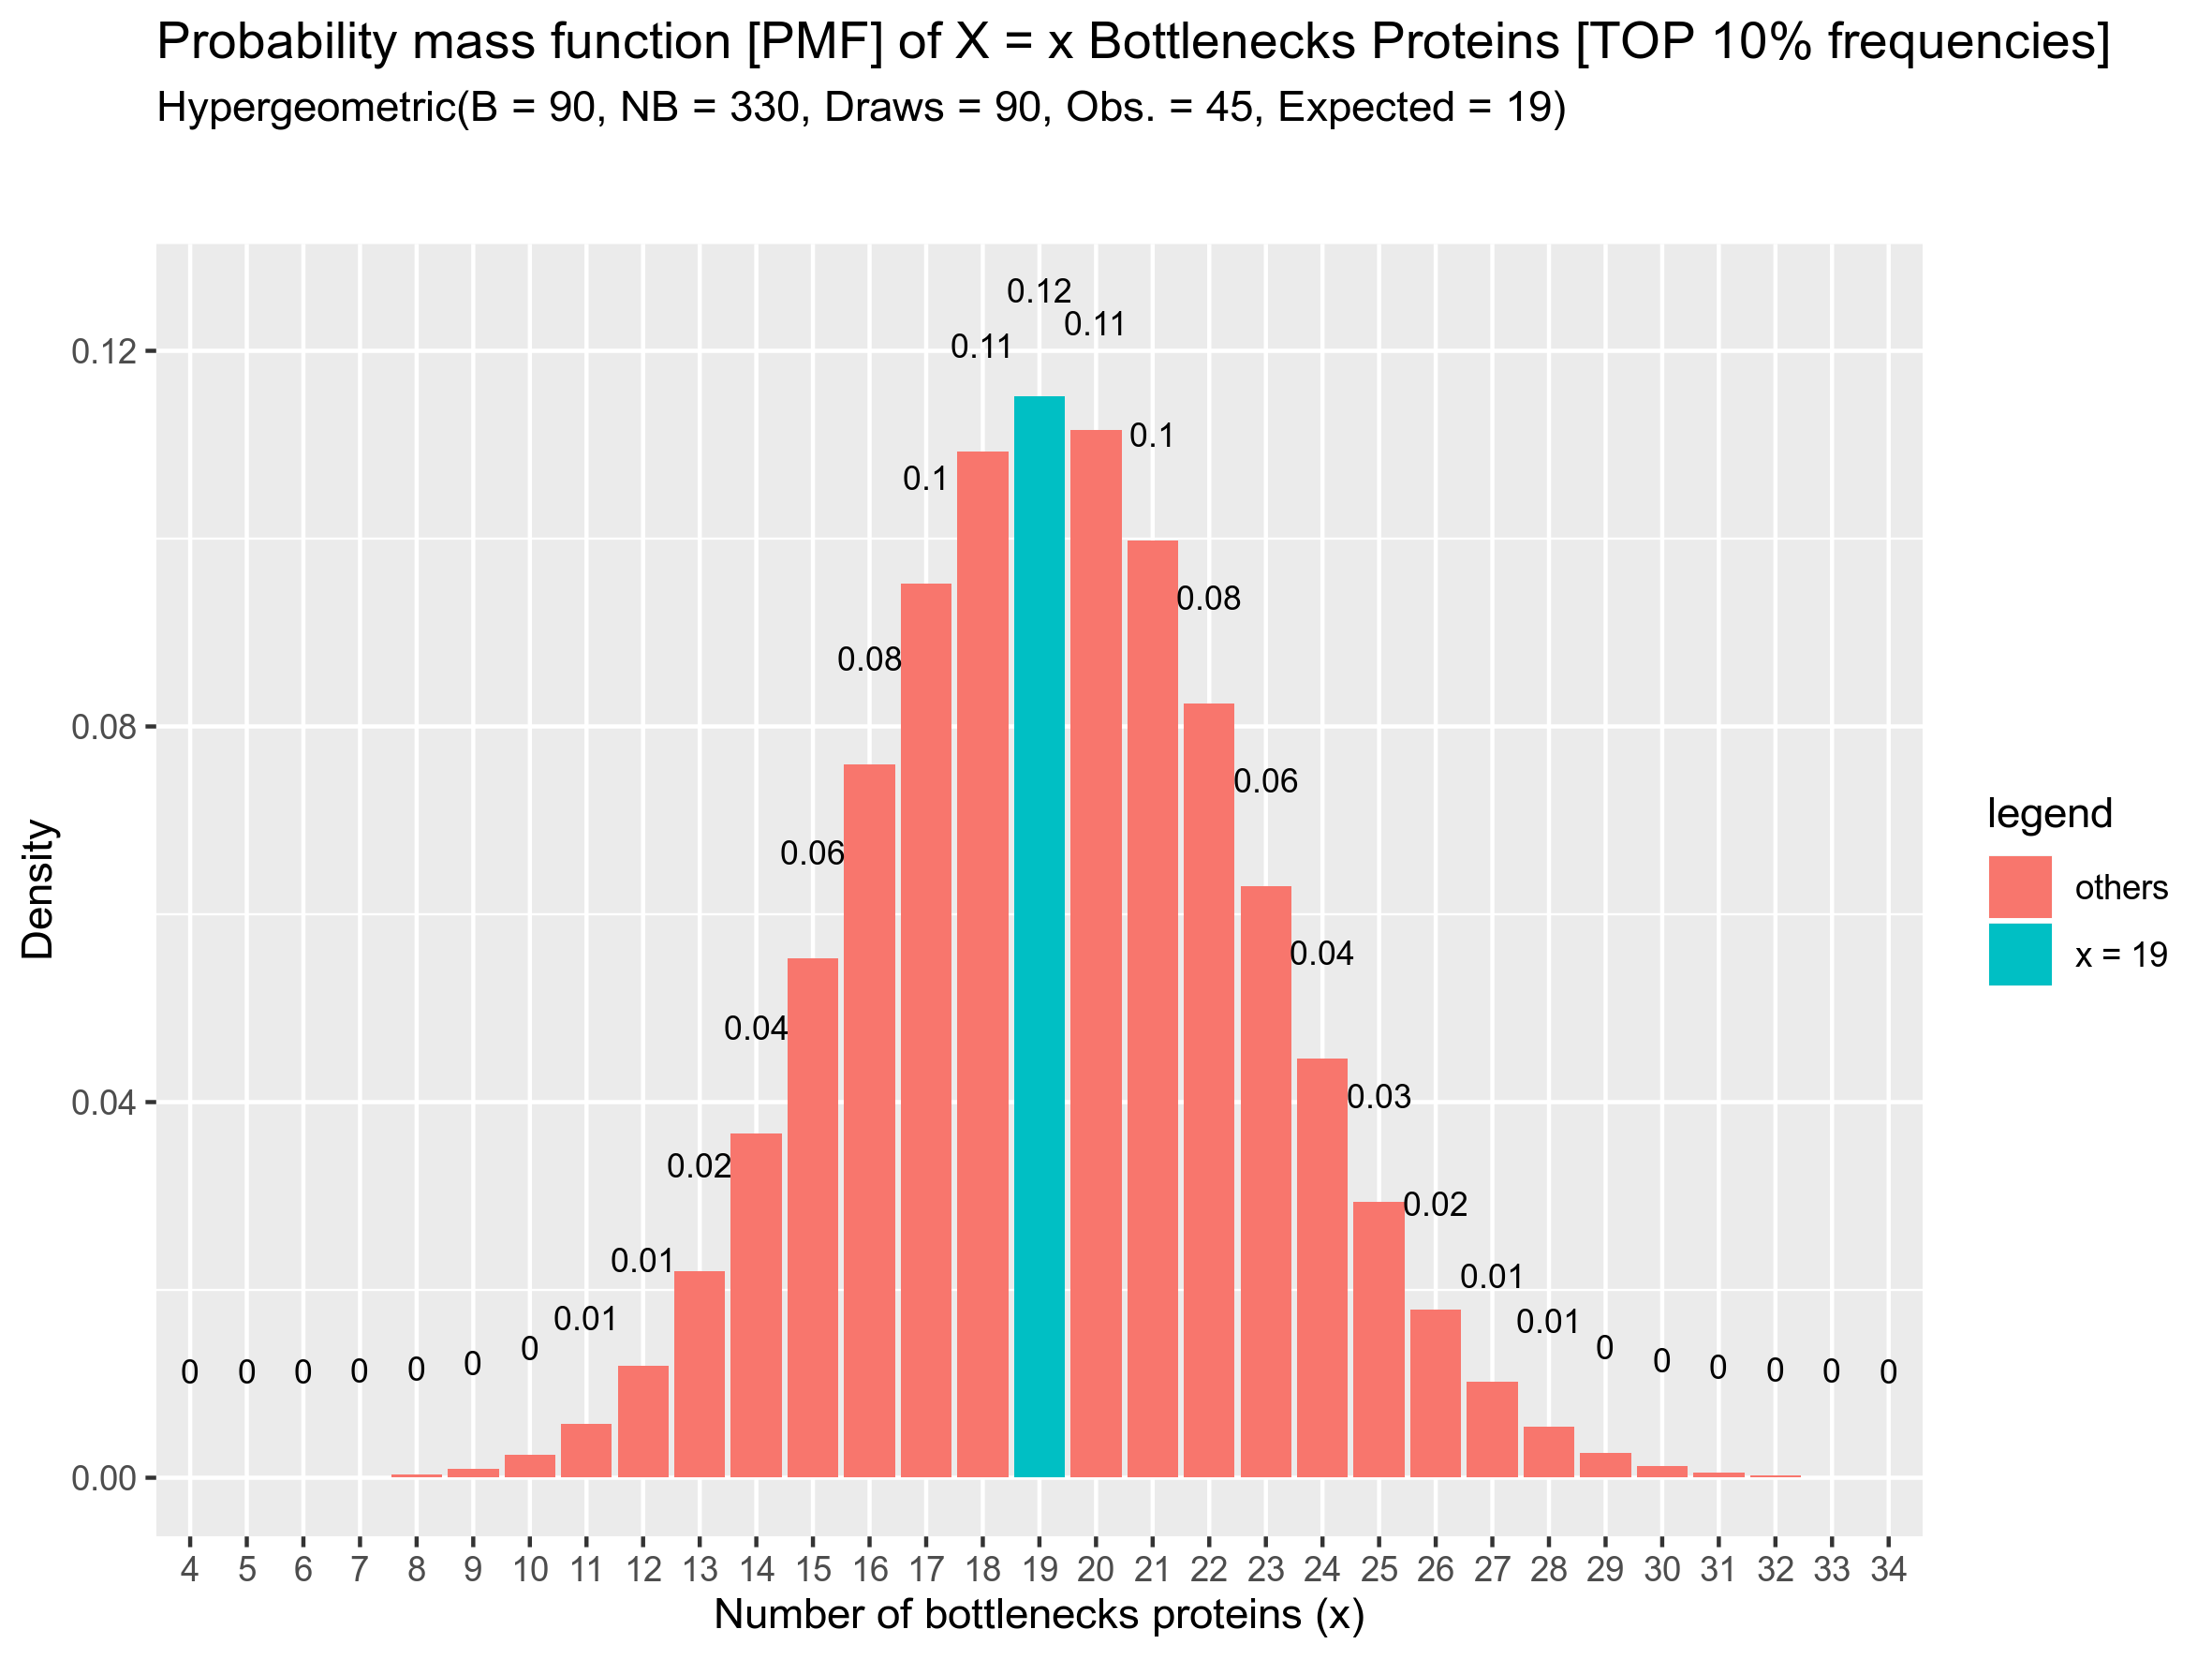 Probability mass function [PMF] of X = x Bottlenecks Proteins [TOP 10% frequencies]
Hypergeometric(B = 90, NB = 330, Draws = 90, Obs. = 45, Expected = 19)
Density
0.12
0.08
0.04
0.00
0 0 0 0 0 0 0 0.01 0.01 0.02 0.04 0.06 0.08 0.1 0.11 0.12 0.11 0.1 0.08 0.06 0.04 0.03 0.02 0.01 0.01 0 0 0 0 0 0
4 5 6 7 8 9 10 11 12 13 14 15 16 17 18 19 20 21 22 23 24 25 26 27 28 29 30 31 32 33 34
Number of bottlenecks proteins (x)
legend
others
x = 19